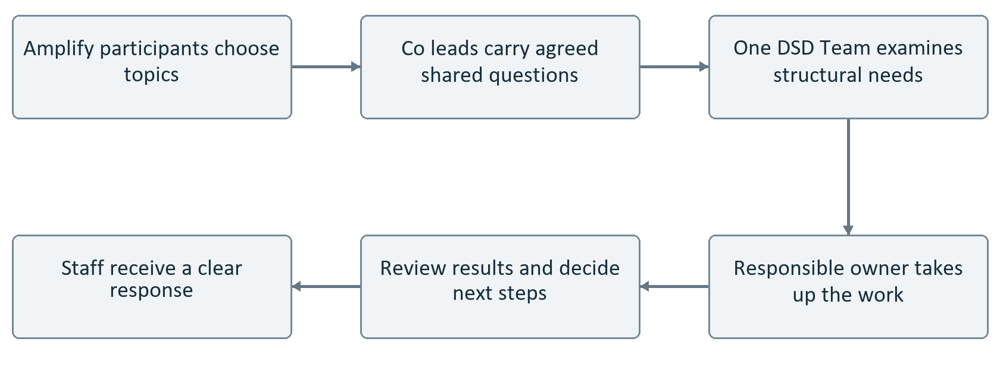 Amplify participants choose
topics
Co leads carry agreed
shared questions
One DSD Team examines
structural needs
Responsible owner takes
up the work
Review results and decide
next steps
Staff receive a clear
response